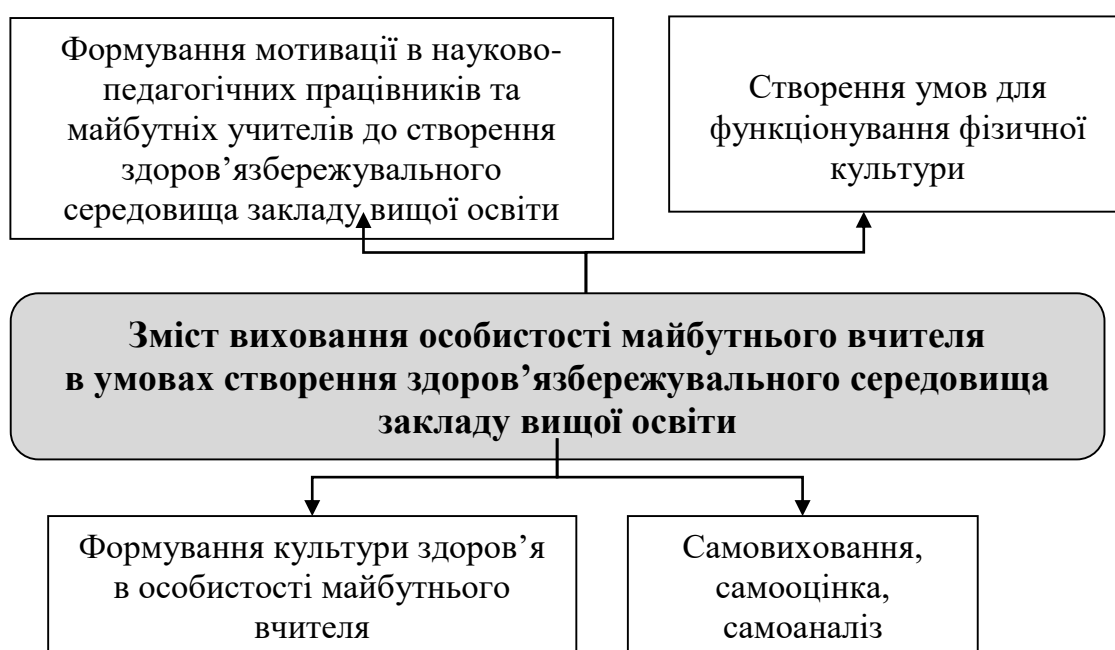 Формування мотивації в науково-
педагогічних працівників та
майбутніх учителів до створення
здоров’язбережувального
середовища закладу вищої освіти
Створення умов для
функціонування фізичної
культури
Зміст виховання особистості майбутнього вчителя
в умовах створення здоров’язбережувального середовища
закладу вищої освіти
Формування культури здоров’я
в особистості майбутнього
вчителя
Самовиховання,
самооцінка,
самоаналіз